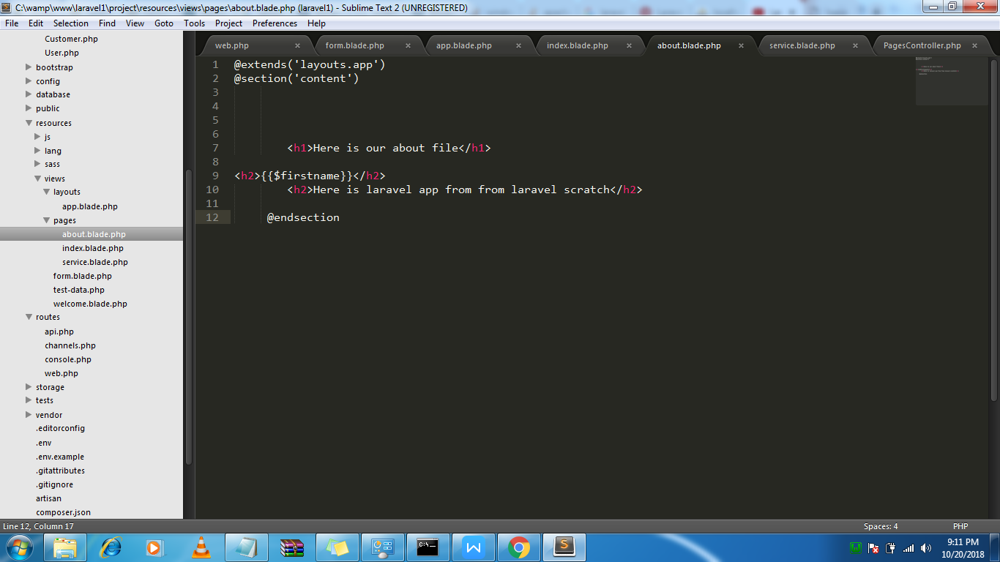 C:\wamp\www\laravel1\project\resources\views\pages\about.blade.php (laravel1) - Sublime Text 2 (UNREGISTERED)
File Edit Selection Find View Goto Tools Project Preferences Help
Customer.php
User.php
bootstrap
config
database
public
resources
js
lang
sass
views
layouts
app.blade.php
pages
about.blade.php
index.blade.php
service.blade.php
form.blade.php
test-data.php
welcome.blade.php
routes
api.php
channels.php
console.php
web.php
storage
tests
vendor
.editorconfig
.env
.env.example
.gitattributes
.gitignore
artisan
composer.json
web.php × form.blade.php × app.blade.php × index.blade.php × about.blade.php × service.blade.php × PagesController.php ×
1 @extends('layouts.app')
2 @section('content')
3
4
5
6
7 <h1>Here is our about file</h1>
8
9 <h2>{{$firstname}}</h2>
10 <h2>Here is laravel app from from laravel scratch</h2>
11
12 @endsection
Line 12, Column 17 Spaces: 4 PHP
9:11 PM
10/20/2018